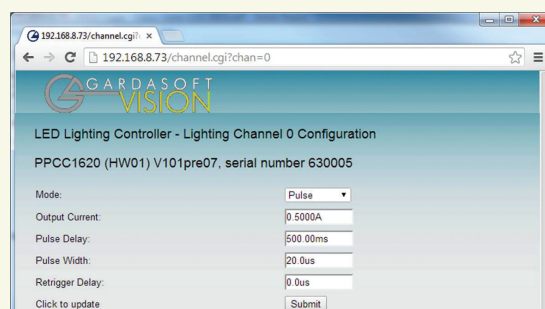 192.168.8.73/channel.cgi?
192.168.8.73/channel.cgi?chan=0
GARDASOFT
VISION
LED Lighting Controller - Lighting Channel 0 Configuration
PPCC1620 (HW01) V101pre07, serial number 630005
Mode: Pulse
Output Current: 0.5000A
Pulse Delay: 500.00ms
Pulse Width: 20.0us
Retrigger Delay: 0.0us
Click to update Submit